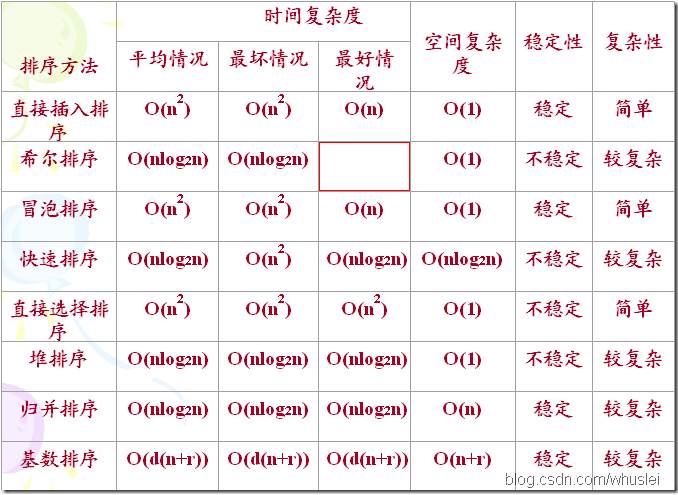 时间复杂度
排序方法 平均情况 最坏情况 最好情况 空间复杂度 稳定性 复杂性
直接插入排序 O(n²) O(n²) O(n) O(1) 稳定 简单
希尔排序 O(nlog₂n) O(nlog₂n) O(1) 不稳定 较复杂
冒泡排序 O(n²) O(n²) O(n) O(1) 稳定 简单
快速排序 O(nlog₂n) O(n²) O(nlog₂n) O(nlog₂n) 不稳定 较复杂
直接选择排序 O(n²) O(n²) O(n²) O(1) 不稳定 简单
堆排序 O(nlog₂n) O(nlog₂n) O(nlog₂n) O(1) 不稳定 较复杂
归并排序 O(nlog₂n) O(nlog₂n) O(nlog₂n) O(n) 稳定 较复杂
基数排序 O(d(n+r)) O(d(n+r)) O(d(n+r)) O(n+r) 稳定 较复杂
blog.csdn.com/whuslei